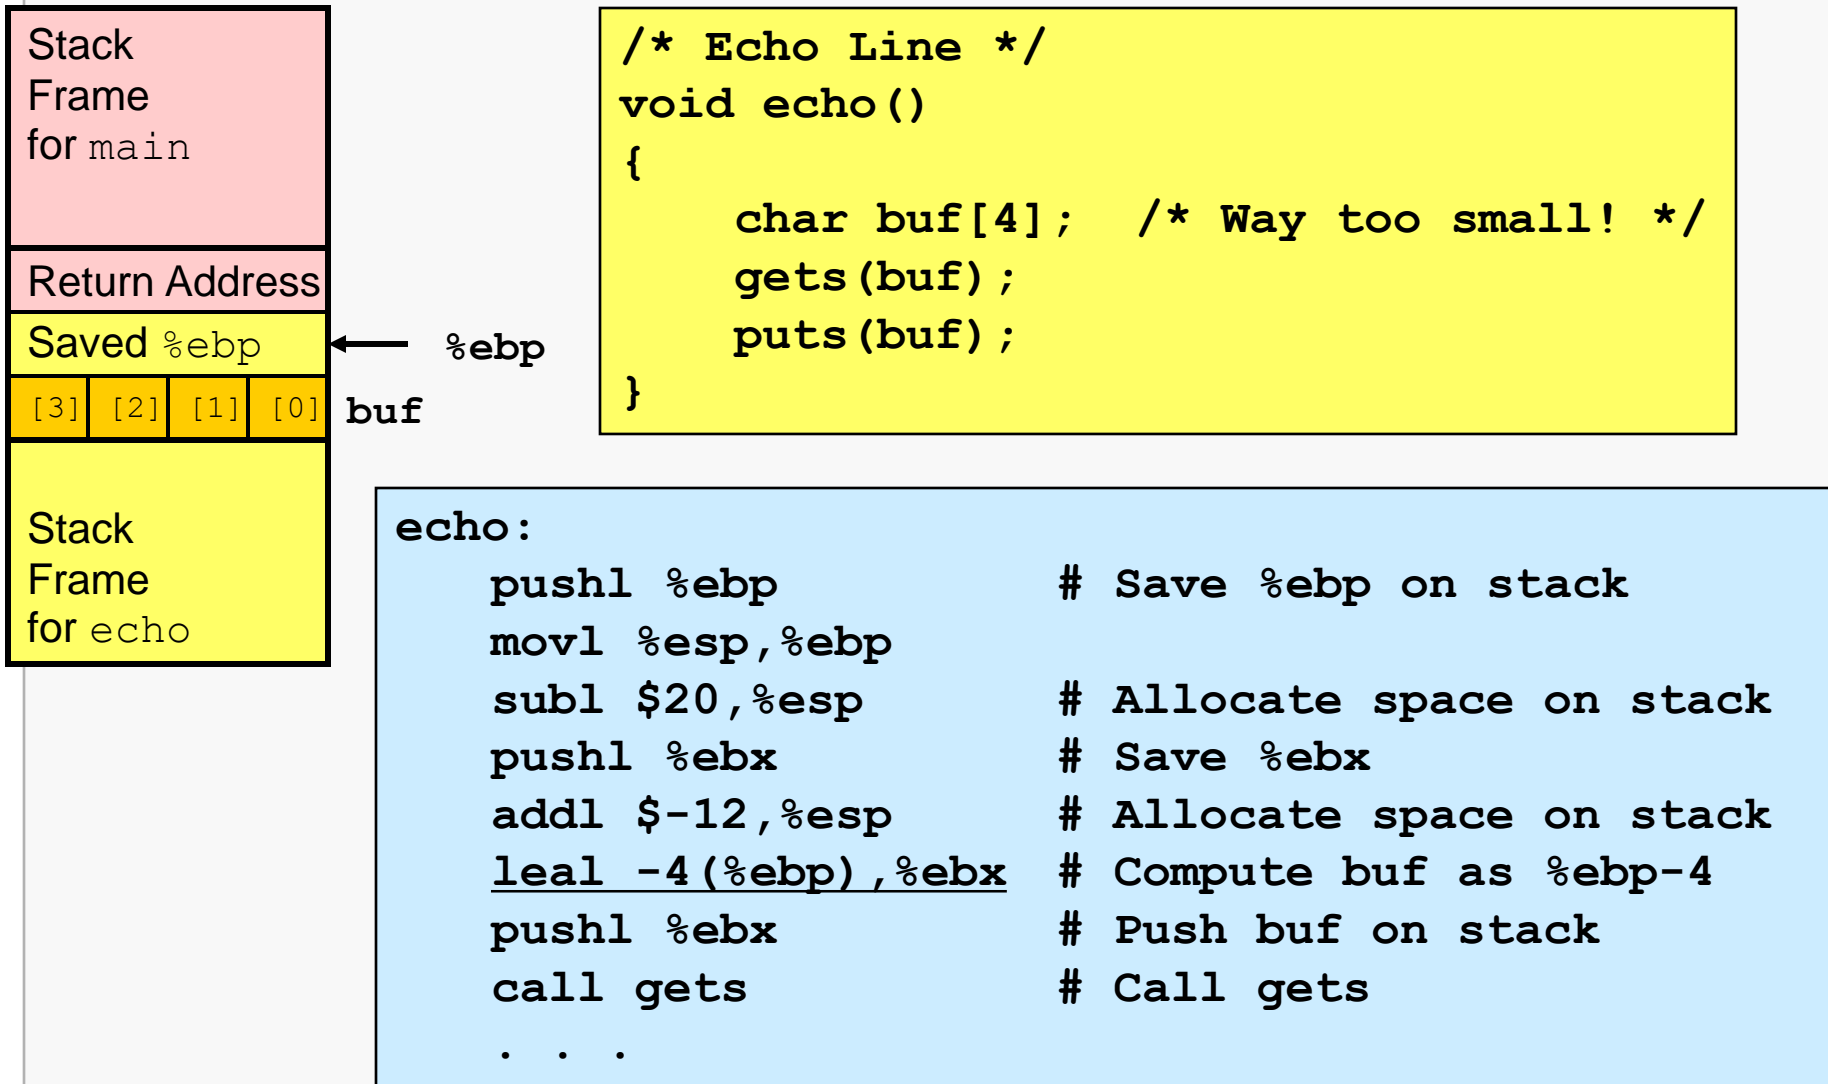 Stack
Frame
for main
Return Address
Saved %ebp
%ebp
[3] [2] [1] [0]
buf
Stack
Frame
for echo
/* Echo Line */
void echo()
{
    char buf[4];  /* Way too small! */
    gets(buf);
    puts(buf);
}
echo:
    pushl %ebp          # Save %ebp on stack
    movl %esp,%ebp
    subl $20,%esp       # Allocate space on stack
    pushl %ebx          # Save %ebx
    addl $-12,%esp      # Allocate space on stack
    leal -4(%ebp),%ebx  # Compute buf as %ebp-4
    pushl %ebx          # Push buf on stack
    call gets           # Call gets
    . . .